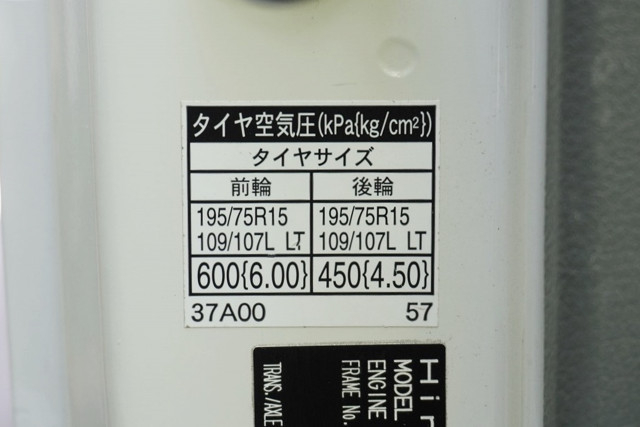 タイヤ空気圧(kPa{kg/cm²})
タイヤサイズ
前輪 後輪
195/75R15 195/75R15
109/107L LT 109/107L LT
600{6.00} 450{4.50}
37A00 57
MODEL
ENGINE
FRAME No.
TRANS./AXLE